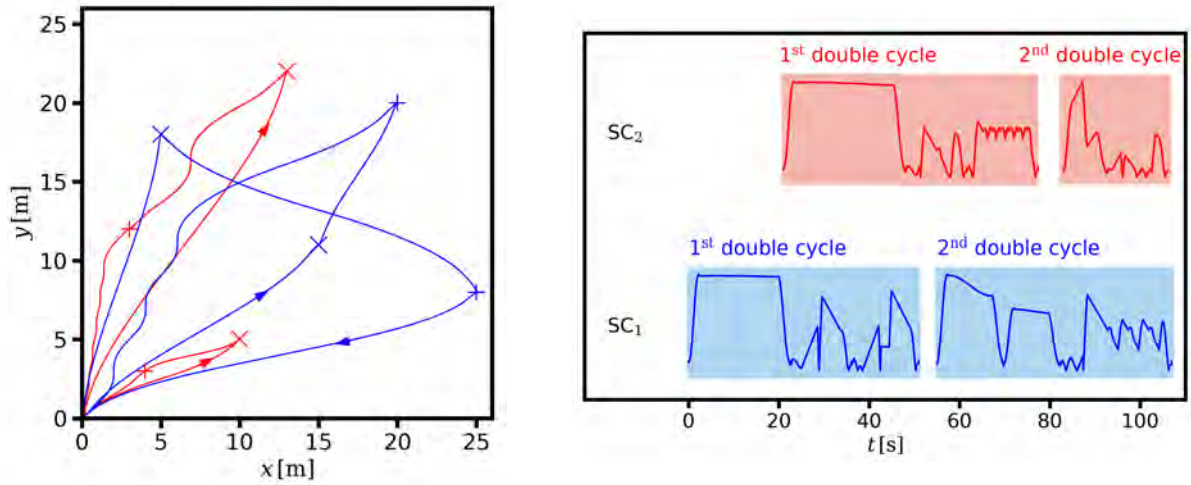 25
20
15
10
5
0
y [m]
0 5 10 15 20 25
x [m]
1st double cycle 2nd double cycle
SC2
1st double cycle 2nd double cycle
SC1
0 20 40 60 80 100
t [s]